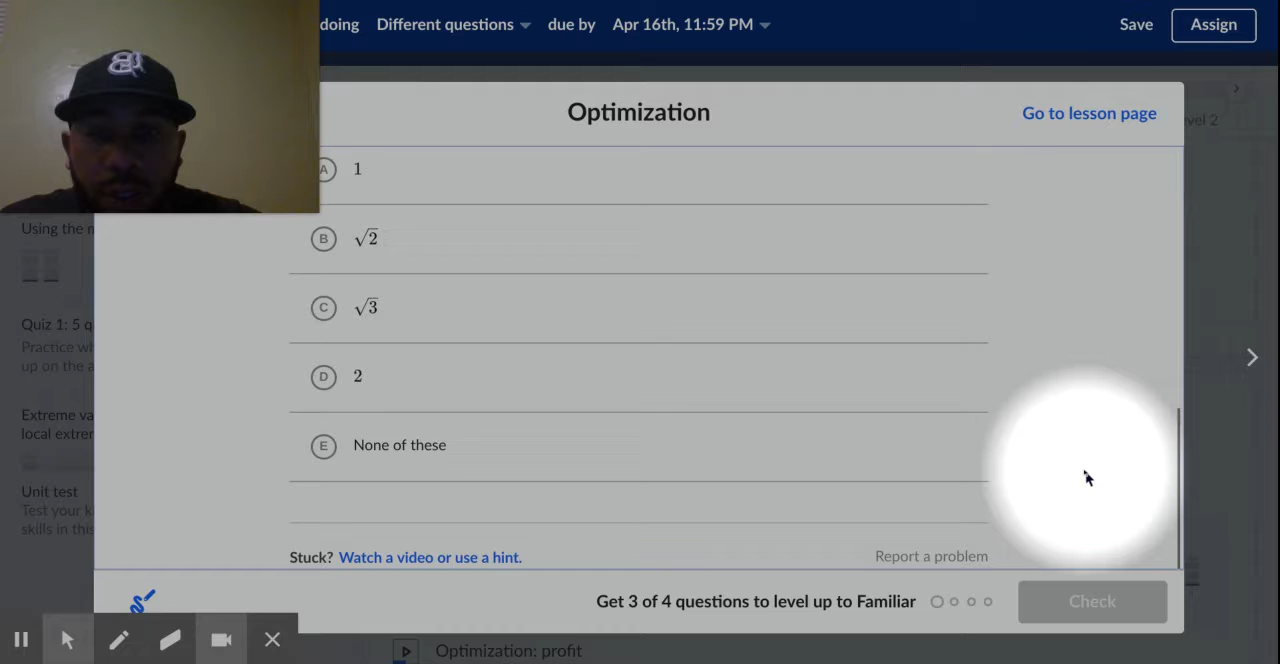 doing Different questions due by Apr 16th, 11:59 PM Save Assign
Optimization
Go to lesson page
vel 2
A 1
B √2
C √3
D 2
E None of these
Using the
Quiz 1: 5 q
Practice wh
up on the a
Extreme va
local extrer
Unit test
Test your k
skills in this
Stuck? Watch a video or use a hint.
Report a problem
Get 3 of 4 questions to level up to Familiar
Check
Optimization: profit